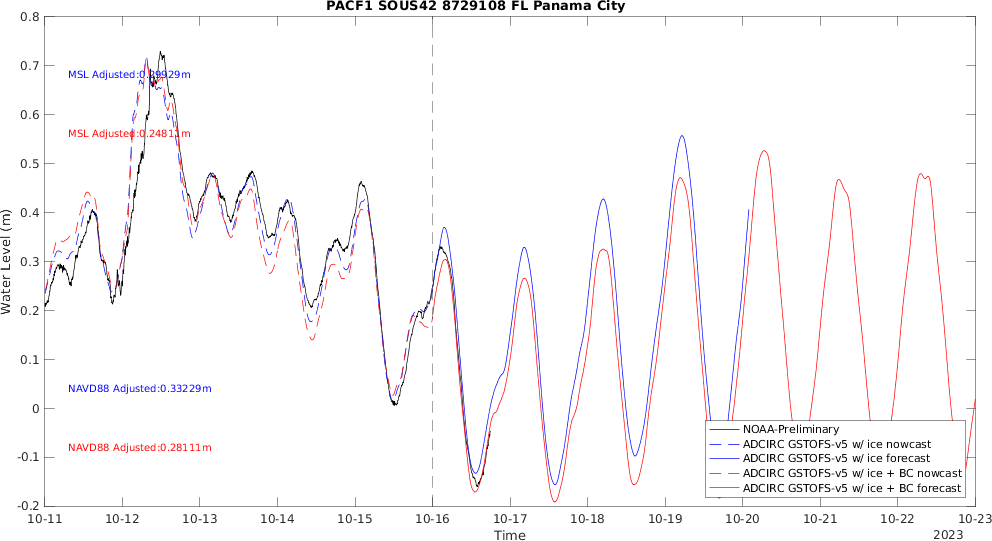 PACF1 SOUS42 8729108 FL Panama City
0.8
0.7
0.6
0.5
0.4
0.3
0.2
0.1
0
-0.1
-0.2
Water Level (m)
MSL Adjusted:0.29929m
MSL Adjusted:0.24811m
NAVD88 Adjusted:0.33229m
NAVD88 Adjusted:0.28111m
NOAA-Preliminary
ADCIRC GSTOFS-v5 w/ ice nowcast
ADCIRC GSTOFS-v5 w/ ice forecast
ADCIRC GSTOFS-v5 w/ ice + BC nowcast
ADCIRC GSTOFS-v5 w/ ice + BC forecast
10-11 10-12 10-13 10-14 10-15 10-16 10-17 10-18 10-19 10-20 10-21 10-22 10-23
Time
2023